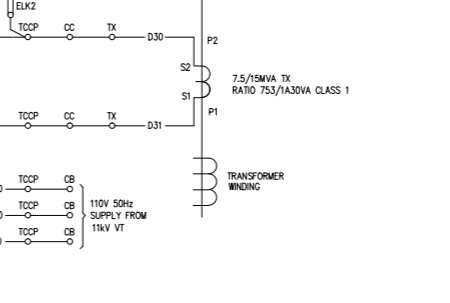 ELK2
TCCP CC TX D30 P2
S2
7.5/15MVA TX
RATIO 753/1A30VA CLASS 1
S1
P1
TCCP CC TX D31
TRANSFORMER
WINDING
TCCP CB
TCCP CB
TCCP CB
110V 50Hz
SUPPLY FROM
11kV VT